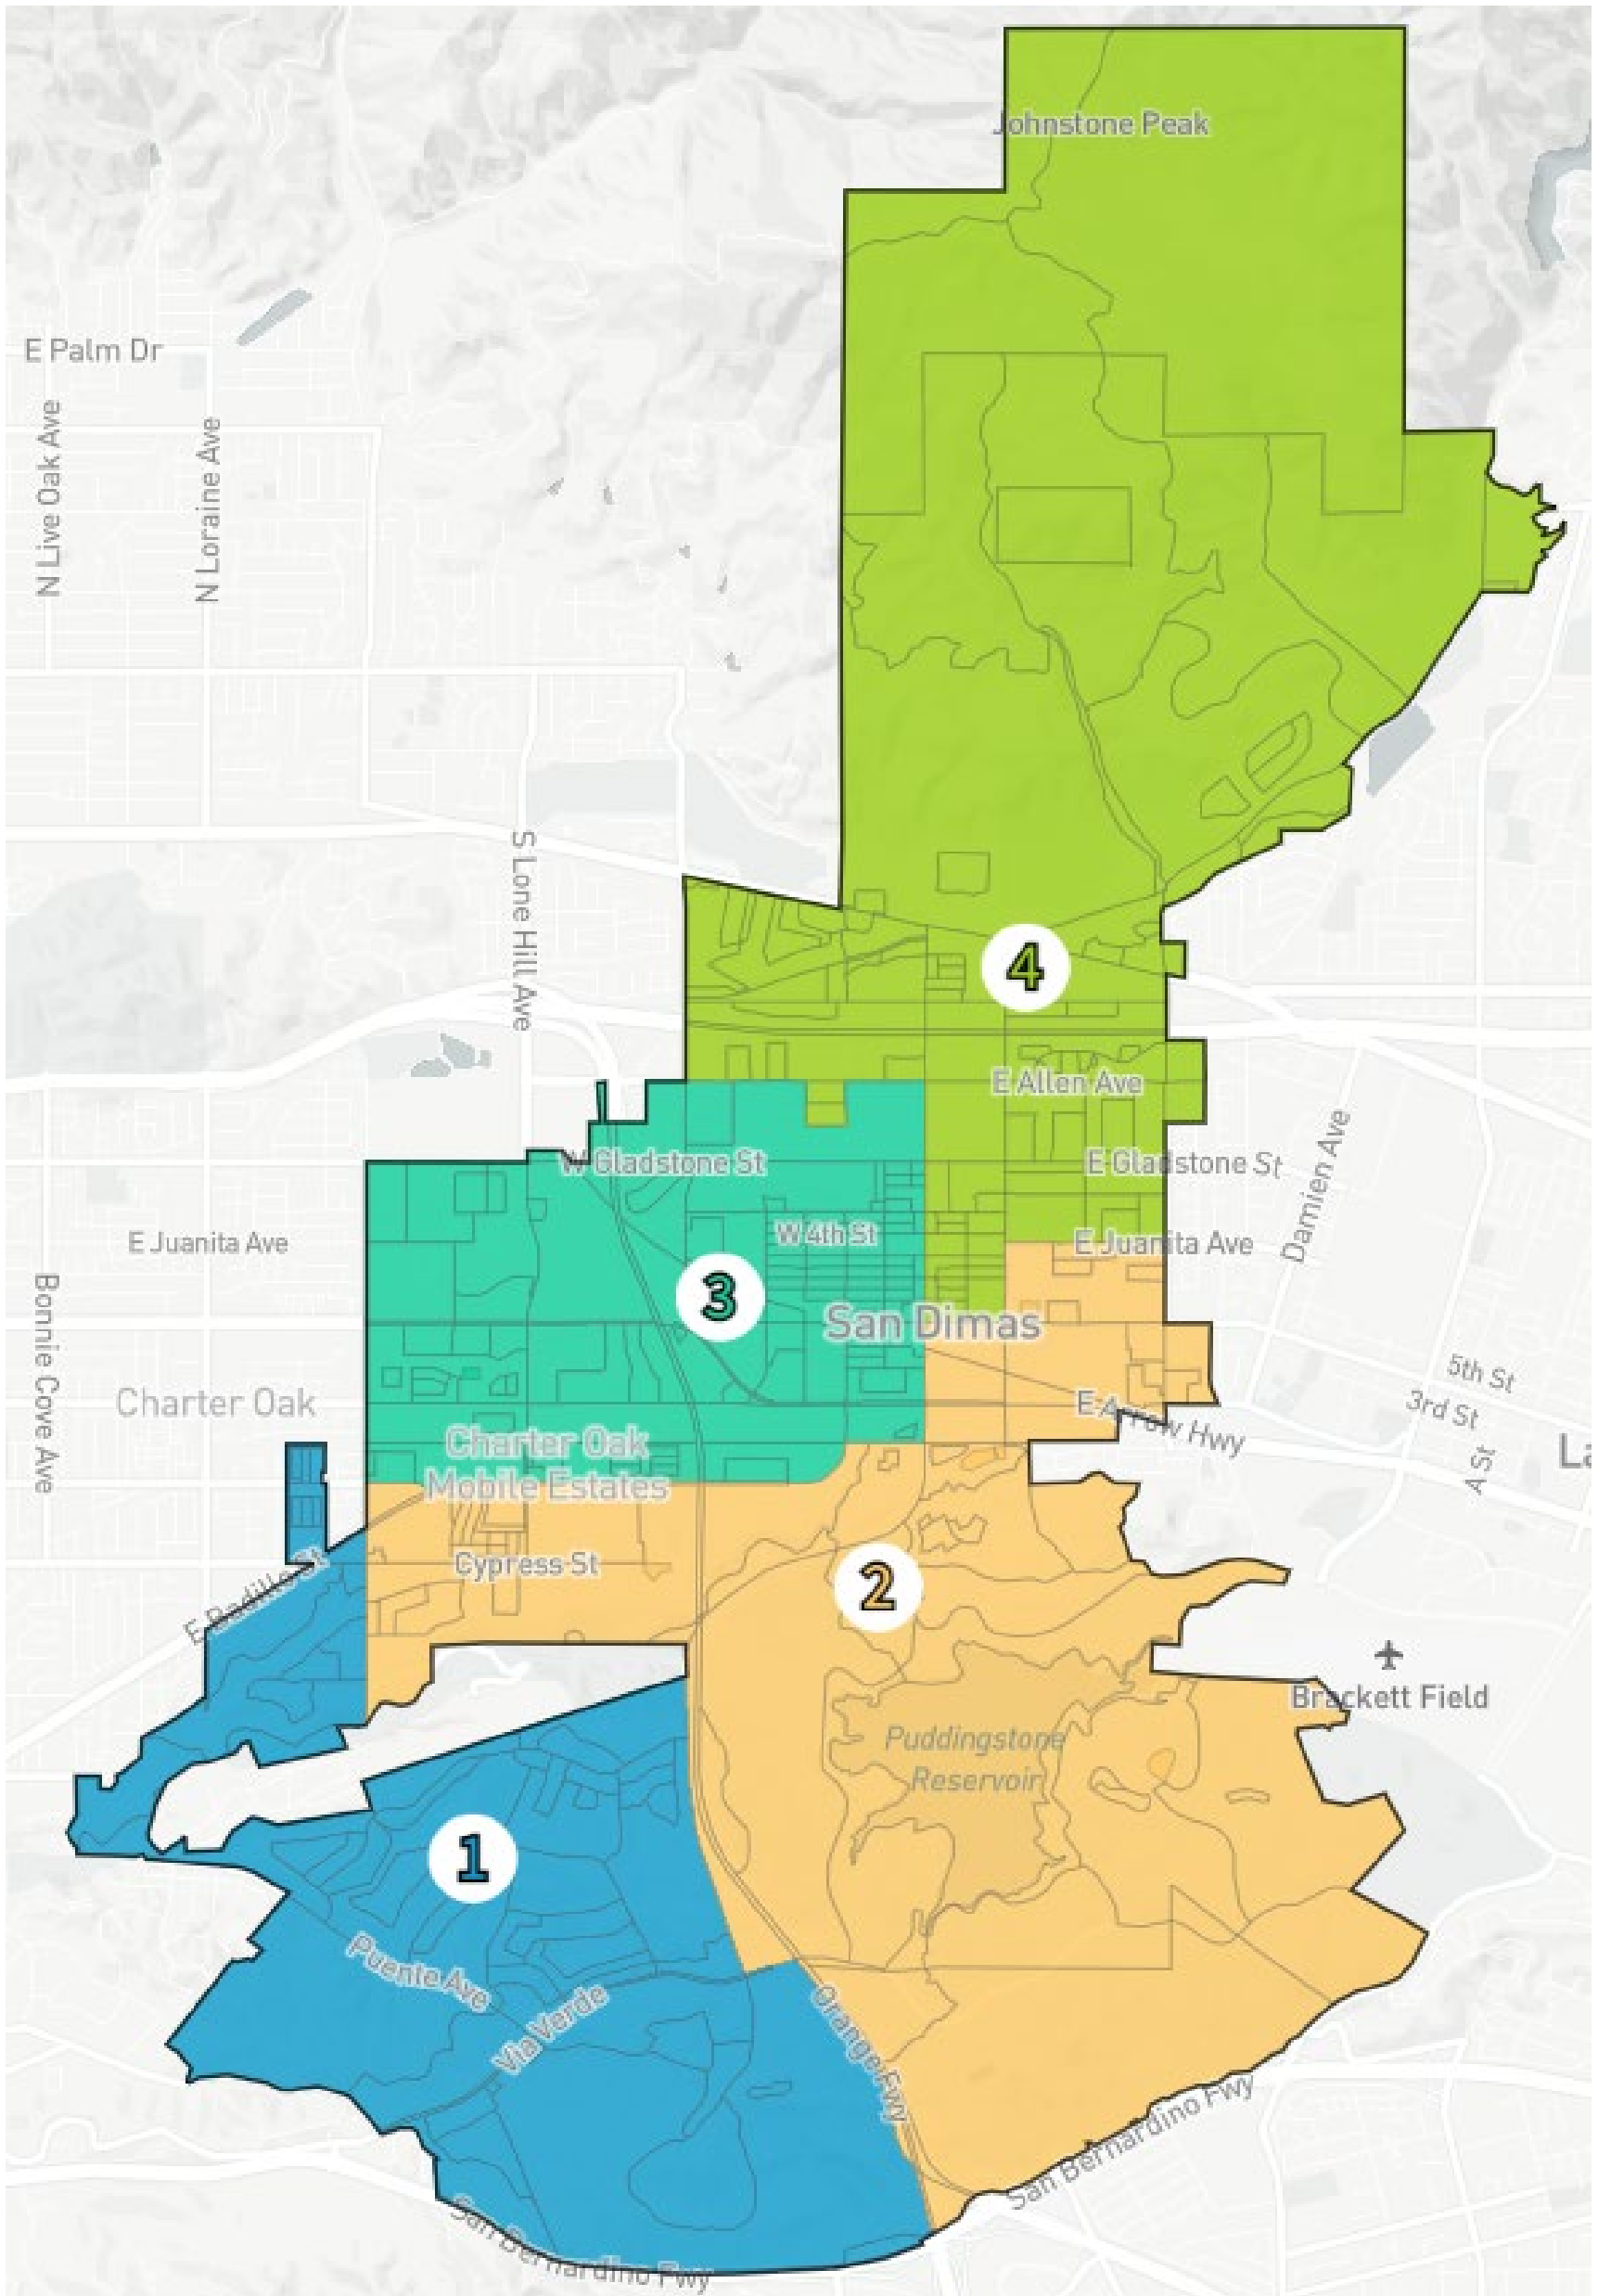 Johnstone Peak
E Palm Dr
N Live Oak Ave
N Loraine Ave
S Lone Hill Ave
4
E Allen Ave
W Gladstone St
E Gladstone St
Damien Ave
W 4th St
E Juanita Ave
E Juanita Ave
Bonnie Cove Ave
3
San Dimas
5th St
3rd St
Charter Oak
E Arrow Hwy
A St
La
Charter Oak
Mobile Estates
Cypress St
2
E Badillo St
Brackett Field
Puddingstone
Reservoir
1
Puente Ave
Via Verde
Orange Fwy
San Bernardino Fwy
San Bernardino Fwy